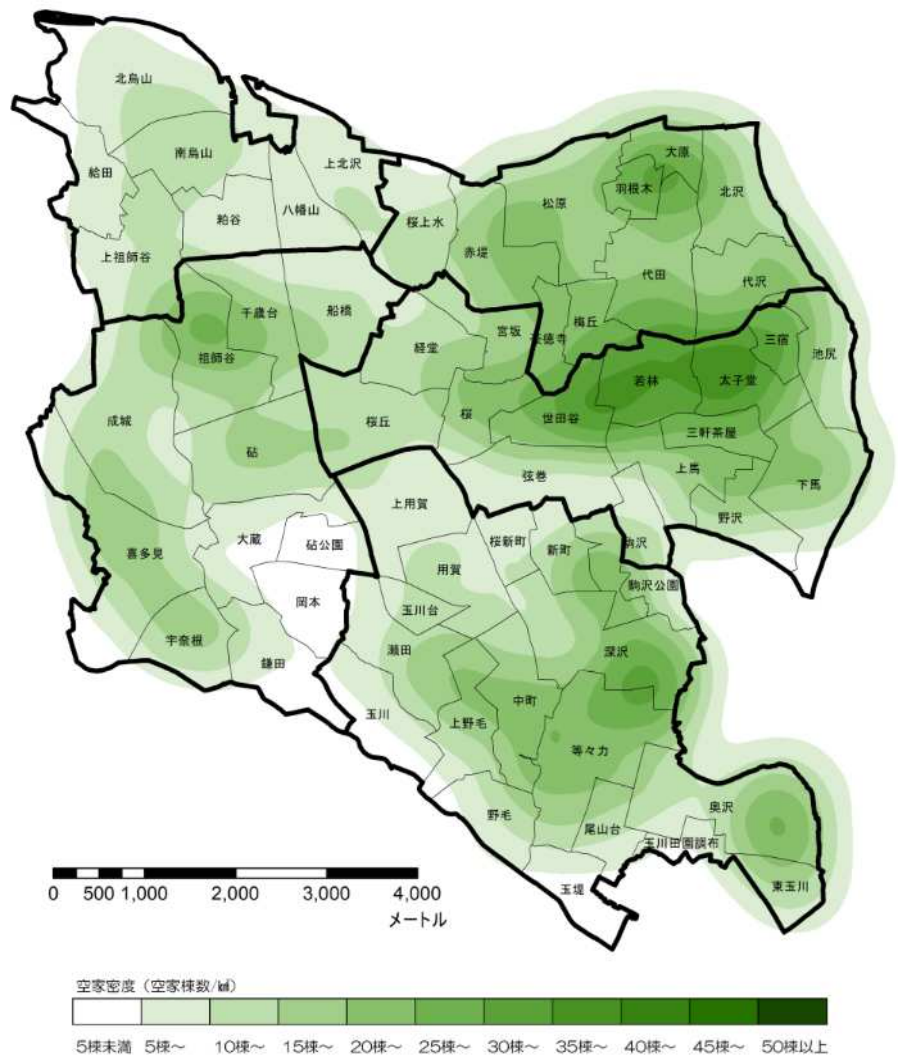 北烏山
南烏山
給田
上北沢
粕谷
八幡山
上祖師谷
桜上水
赤堤
松原
大原
羽根木
北沢
代田
代沢
梅丘
豪徳寺
千歳台
船橋
祖師谷
成城
砧
経堂
宮坂
桜丘
桜
世田谷
若林
太子堂
三宿
池尻
三軒茶屋
上馬
下馬
野沢
弦巻
駒沢
上用賀
桜新町
新町
用賀
玉川台
駒沢公園
大蔵
砧公園
岡本
喜多見
宇奈根
鎌田
瀬田
玉川
深沢
中町
上野毛
等々力
野毛
尾山台
奥沢
玉川田園調布
東玉川
玉堤
0 500 1,000 2,000 3,000 4,000
メートル
空家密度(空家棟数/㎢)
5棟未満 5棟~ 10棟~ 15棟~ 20棟~ 25棟~ 30棟~ 35棟~ 40棟~ 45棟~ 50棟以上